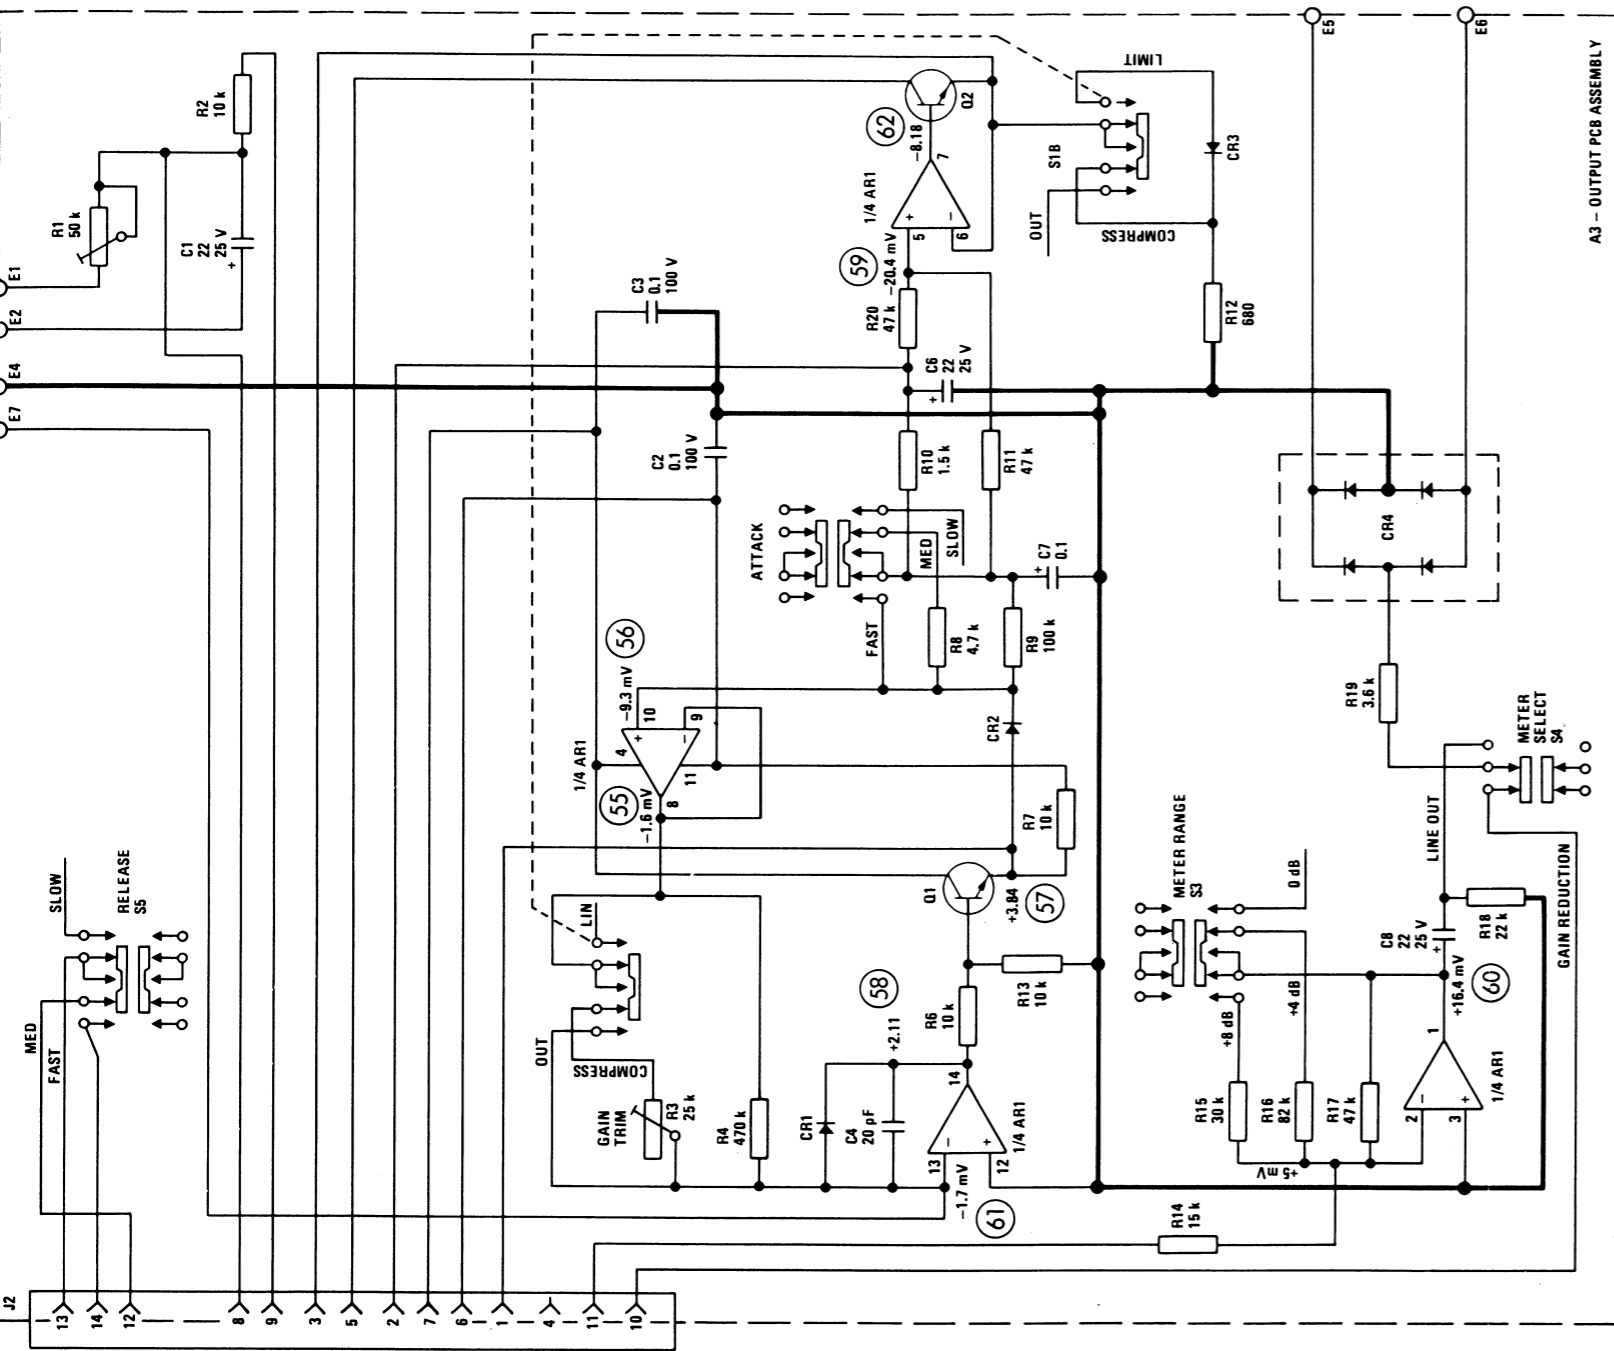 A3 – OUTPUT PCB ASSEMBLY
E5
E6
E1
E2
E4
E7
R1
50 k
R2
10 k
C1
22
25 V
+
C3
0.1
100 V
C2
0.1
100 V
62
–8.18
7
Q2
1/4 AR1
+
–
5
6
59
–20.4 mV
R20
47 k
C6
22
25 V
+
R10
1.5 k
R11
47 k
LIMIT
S1B
OUT
COMPRESS
CR3
R12
680
ATTACK
MED
SLOW
FAST
C7
0.1
+
R8
4.7 k
R9
100 k
CR2
CR4
R19
3.6 k
METER
SELECT
S4
56
–9.3 mV
10
9
4
11
8
+
–
1/4 AR1
55
–1.6 mV
R7
10 k
Q1
+3.84
57
58
+2.11
R6
10 k
R13
10 k
SLOW
RELEASE
S5
MED
FAST
LIN
OUT
COMPRESS
GAIN
TRIM
R3
25 k
R4
470 k
CR1
C4
20 pF
14
13
12
–
+
1/4 AR1
–1.7 mV
61
METER RANGE
S3
0 dB
+4 dB
+8 dB
LINE OUT
C8
22
25 V
+
R18
22 k
+16.4 mV
60
1
2
3
–
+
1/4 AR1
R15
30 k
R16
82 k
R17
47 k
+5 mV
R14
15 k
GAIN REDUCTION
J2
13
14
12
8
9
3
5
2
7
6
1
4
11
10